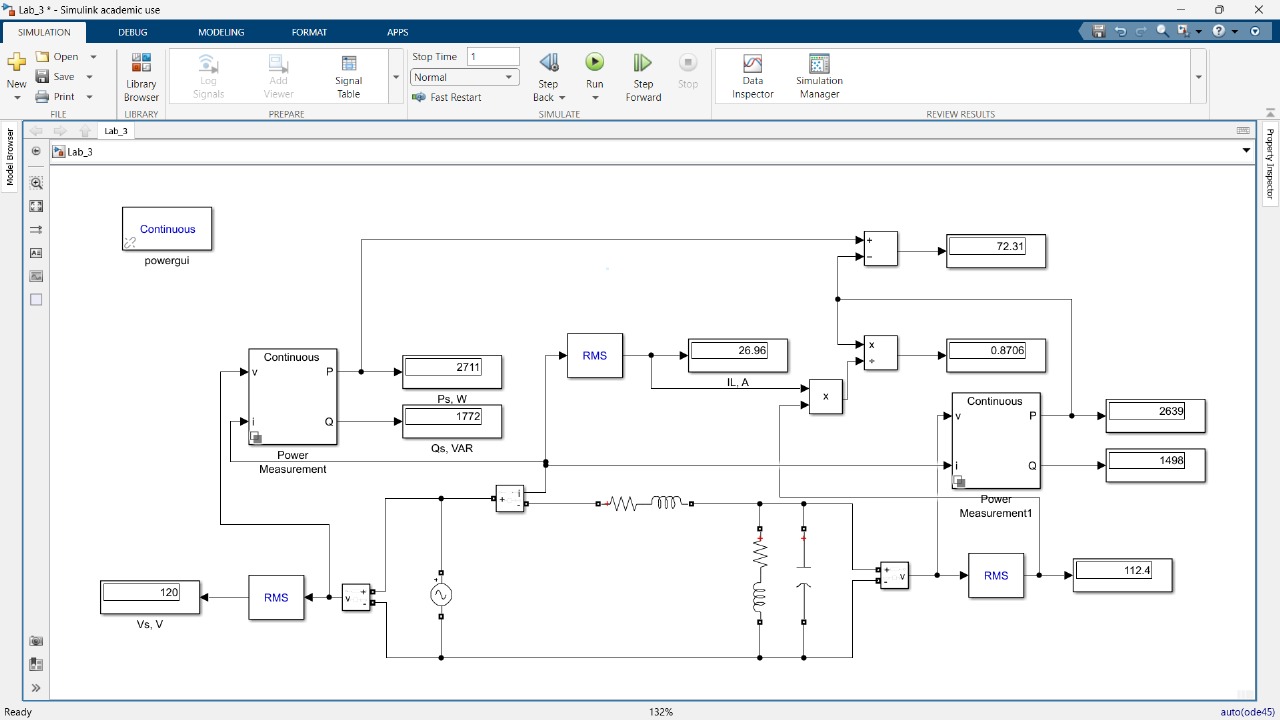 Lab_3 * - Simulink academic use
SIMULATION
DEBUG
MODELING
FORMAT
APPS
New
Open
Save
Print
FILE
Library
Browser
LIBRARY
Log
Signals
Add
Viewer
Signal
Table
PREPARE
Stop Time
1
Normal
Fast Restart
Step
Back
Run
Step
Forward
Stop
SIMULATE
Data
Inspector
Simulation
Manager
REVIEW RESULTS
Model Browser
Lab_3
Lab_3
Property Inspector
Continuous
powergui
+
−
72.31
RMS
26.96
IL, A
x
÷
0.8706
x
Continuous
v
P
i
Q
Power
Measurement
2711
Ps, W
1772
Qs, VAR
Continuous
v
P
i
Q
Power
Measurement1
2639
1498
+
i
-
120
Vs, V
RMS
v
+
-
+
-
v
RMS
112.4
Ready
132%
auto(ode45)